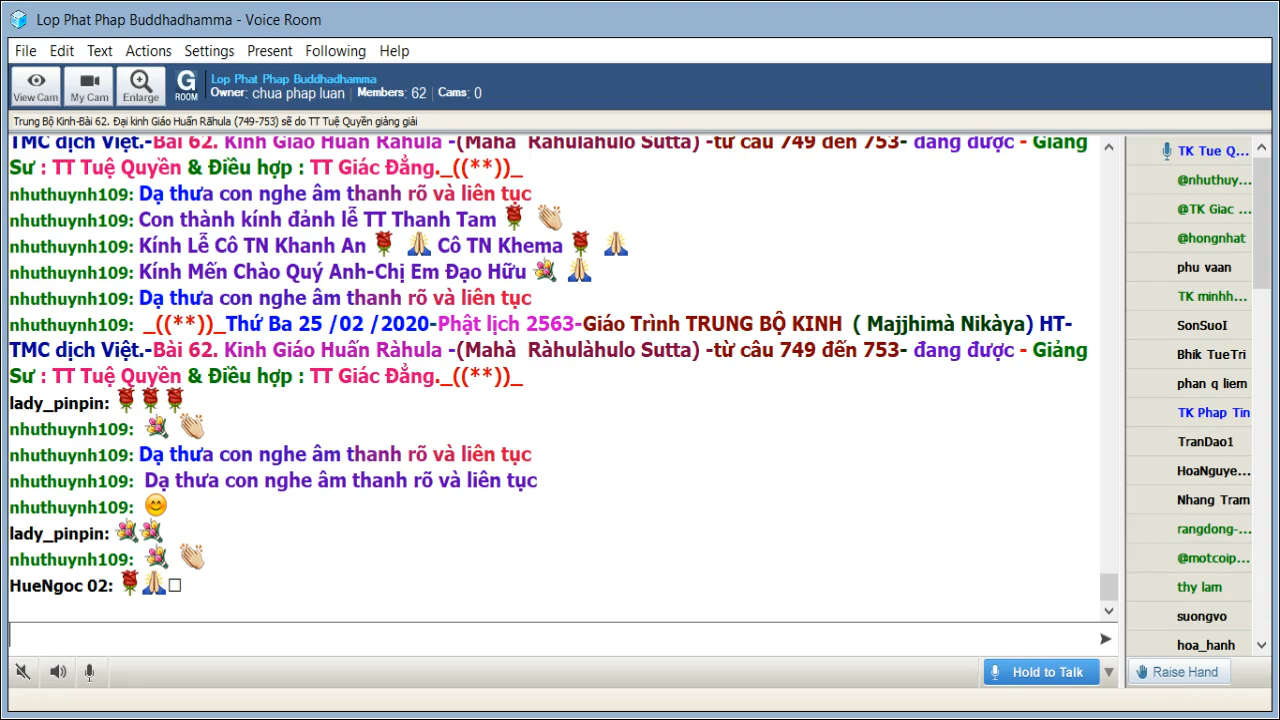 Lop Phat Phap Buddhadhamma - Voice Room
File Edit Text Actions Settings Present Following Help
View Cam My Cam Enlarge G ROOM
Lop Phat Phap Buddhadhamma
Owner: chua phap luan Members: 62 Cams: 0
Trung Bộ Kinh-Bài 62. Đại kinh Giáo Huấn Rãhula (749-753) sẽ do TT Tuệ Quyền giảng giải
TMC dịch Việt.-Bài 62. Kinh Giáo Huấn Ràhula -(Mahà Ràhulàhulo Sutta) -từ câu 749 đến 753- đang được - Giảng
Sư : TT Tuệ Quyền & Điều hợp : TT Giác Đẳng._((**))_
nhuthuynh109: Dạ thưa con nghe âm thanh rõ và liên tục
nhuthuynh109: Con thành kính đảnh lễ TT Thanh Tam 🌹 👏
nhuthuynh109: Kính Lễ Cô TN Khanh An 🌹 🙏 Cô TN Khema 🌹 🙏
nhuthuynh109: Kính Mến Chào Quý Anh-Chị Em Đạo Hữu 💐 🙏
nhuthuynh109: Dạ thưa con nghe âm thanh rõ và liên tục
nhuthuynh109: _((**))_Thứ Ba 25 /02 /2020-Phật lịch 2563-Giáo Trình TRUNG BỘ KINH ( Majjhimà Nikàya) HT-
TMC dịch Việt.-Bài 62. Kinh Giáo Huấn Ràhula -(Mahà Ràhulàhulo Sutta) -từ câu 749 đến 753- đang được - Giảng
Sư : TT Tuệ Quyền & Điều hợp : TT Giác Đẳng._((**))_
lady_pinpin: 🌹🌹🌹
nhuthuynh109: 💐 👏
nhuthuynh109: Dạ thưa con nghe âm thanh rõ và liên tục
nhuthuynh109: Dạ thưa con nghe âm thanh rõ và liên tục
nhuthuynh109: 😊
lady_pinpin: 💐💐
nhuthuynh109: 💐 👏
HueNgoc 02: 🌹🙏□
TK Tue Q...
@nhuthuy...
@TK Giac ...
@hongnhat
phu vaan
TK minhh...
SonSuoI
Bhik TueTri
phan q liem
TK Phap Tin
TranDao1
HoaNguye...
Nhang Tram
rangdong-...
@motcoip...
thy lam
suongvo
hoa_hanh
Hold to Talk
Raise Hand